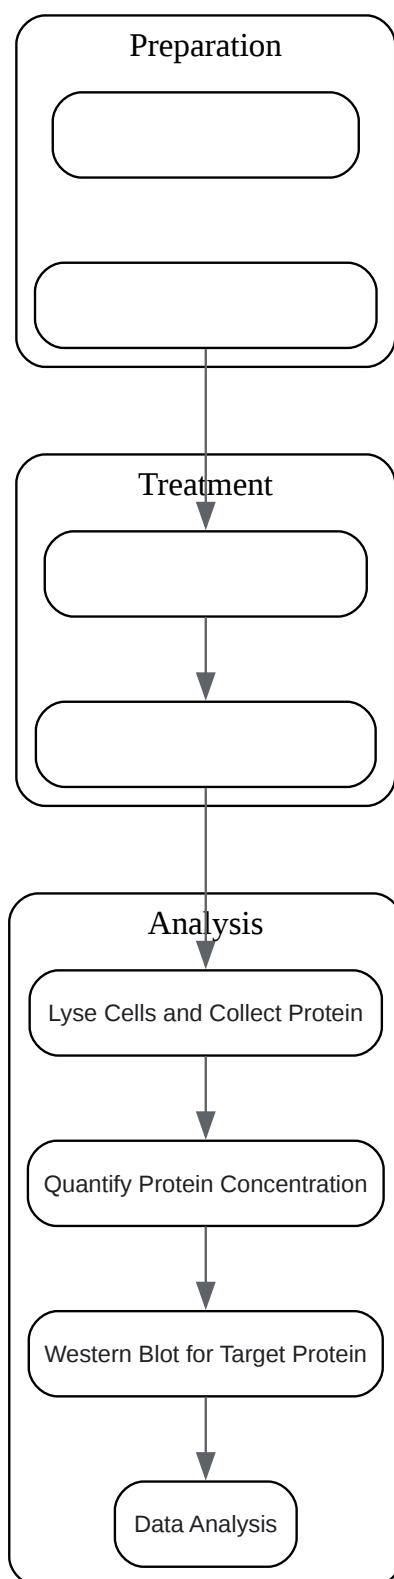 Preparation
Treatment
Analysis
Lyse Cells and Collect Protein
Quantify Protein Concentration
Western Blot for Target Protein
Data Analysis